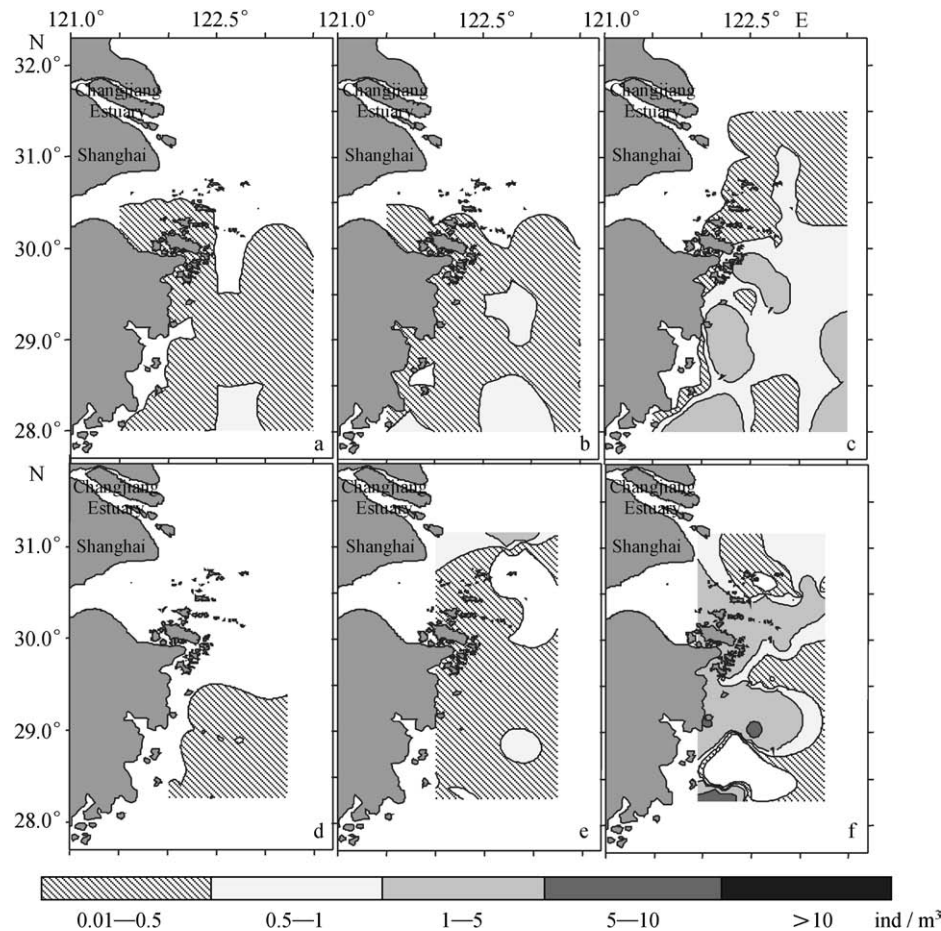 121.0° 122.5° 121.0° 122.5° 121.0° 122.5° E
N
32.0°
31.0°
30.0°
29.0°
28.0°
Changjiang
Estuary
Shanghai
a
Changjiang
Estuary
Shanghai
b
Changjiang
Estuary
Shanghai
c
N
31.0°
30.0°
29.0°
28.0°
Changjiang
Estuary
Shanghai
d
Changjiang
Estuary
Shanghai
e
Changjiang
Estuary
Shanghai
f
0.01—0.5 0.5—1 1—5 5—10 >10 ind / m³